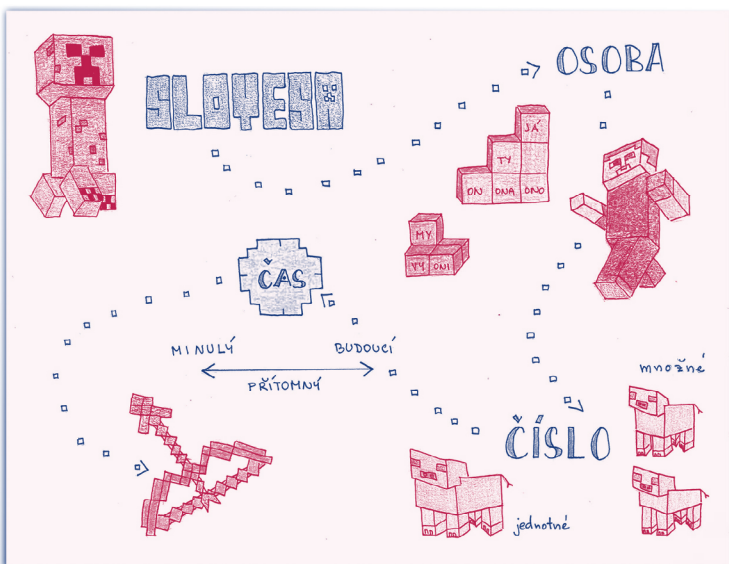 SLOVESA
OSOBA
JÁ
TY
ON ONA ONO
MY
VY ONI
ČAS
MINULÝ
BUDOUCÍ
PŘÍTOMNÝ
množné
ČÍSLO
jednotné